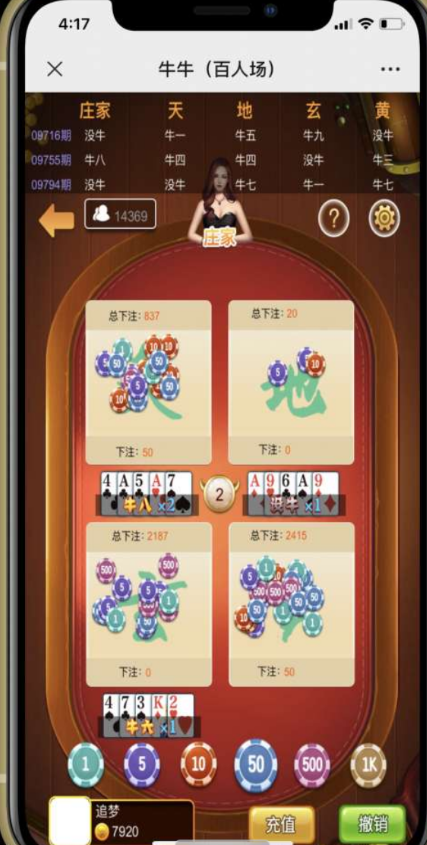 4:17
牛牛（百人场）
庄家 天 地 玄 黄
09716期 没牛 牛一 牛五 牛九 没牛
09755期 牛八 牛四 牛四 没牛 牛三
09794期 没牛 没牛 牛七 牛一 牛七
14369
?
庄家
总下注: 837
总下注: 20
地
下注: 50
下注: 0
4 A 5 A 7
牛八 x2
2
A 9 6 A 9
没牛 x1
总下注: 2187
总下注: 2415
下注: 0
下注: 50
4 7 3 K 2
牛六 x1
1 5 10 50 500 1K
追梦
7920
充值
撤销